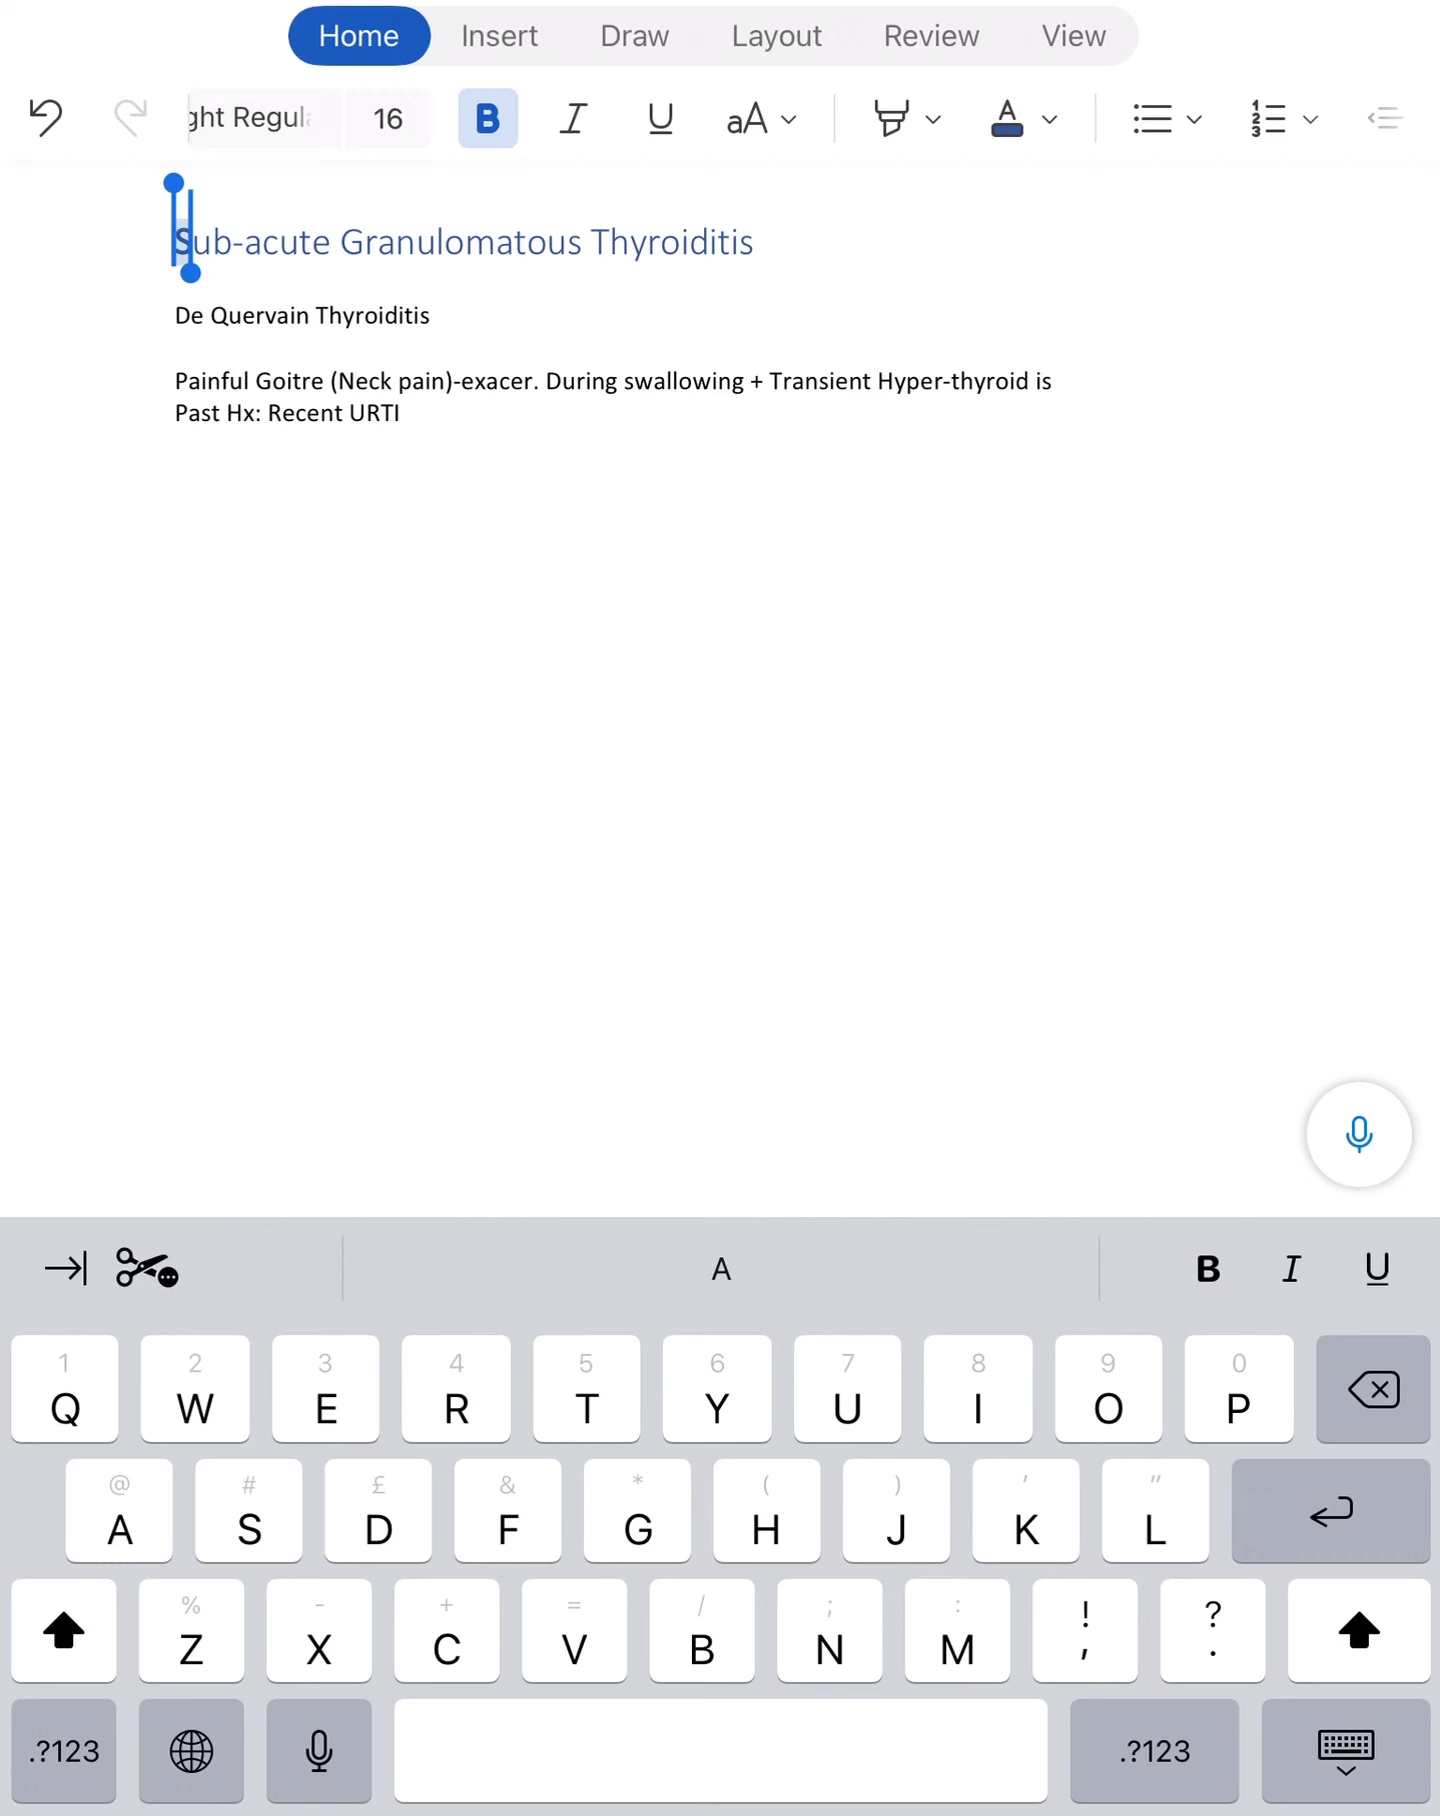 Home Insert Draw Layout Review View
ght Regula 16 B I U aA A
Sub-acute Granulomatous Thyroiditis
De Quervain Thyroiditis
Painful Goitre (Neck pain)-exacer. During swallowing + Transient Hyper-thyroid is
Past Hx: Recent URTI
A B I U
1 2 3 4 5 6 7 8 9 0
Q W E R T Y U I O P
@ # £ & * ( ) ' "
A S D F G H J K L
% - + = / ; : ! ?
Z X C V B N M , .
.?123 .?123